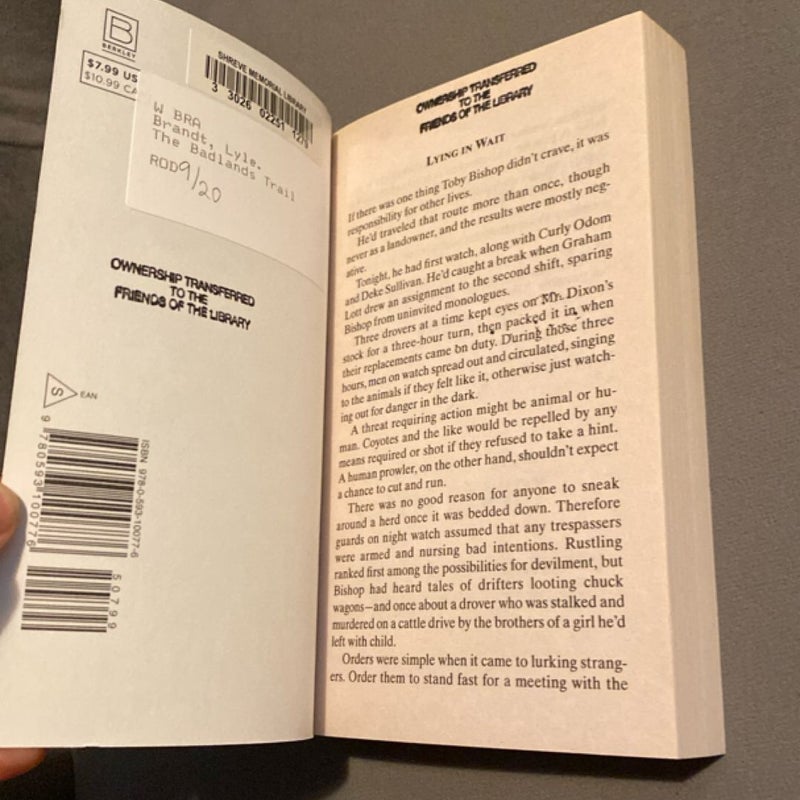 B
BERKLEY
$7.99 US
$10.99 CA
SHREVE MEMORIAL LIBRARY
3 3026 02251 1279
W BRA
Brandt, Lyle.
The Badlands Trail
ROD 9/20
OWNERSHIP TRANSFERRED
TO THE
FRIENDS OF THE LIBRARY
S EAN
9 780593 100776
ISBN 978-0-593-10077-6
50799
OWNERSHIP TRANSFERRED
TO THE
FRIENDS OF THE LIBRARY
LYING IN WAIT
If there was one thing Toby Bishop didn't crave, it was
responsibility for other lives.
He'd traveled that route more than once, though
never as a landowner, and the results were mostly neg-
ative.
Tonight, he had first watch, along with Curly Odom
and Deke Sullivan. He'd caught a break when Graham
Lott drew an assignment to the second shift, sparing
Bishop from uninvited monologues.
Three drovers at a time kept eyes on Mr. Dixon's
stock for a three-hour turn, then packed it in when
their replacements came on duty. During those three
hours, men on watch spread out and circulated, singing
to the animals if they felt like it, otherwise just watch-
ing out for danger in the dark.
A threat requiring action might be animal or hu-
man. Coyotes and the like would be repelled by any
means required or shot if they refused to take a hint.
A human prowler, on the other hand, shouldn't expect
a chance to cut and run.
There was no good reason for anyone to sneak
around a herd once it was bedded down. Therefore
guards on night watch assumed that any trespassers
were armed and nursing bad intentions. Rustling
ranked first among the possibilities for devilment, but
Bishop had heard tales of drifters looting chuck
wagons—and once about a drover who was stalked and
murdered on a cattle drive by the brothers of a girl he'd
left with child.
Orders were simple when it came to lurking strang-
ers. Order them to stand fast for a meeting with the